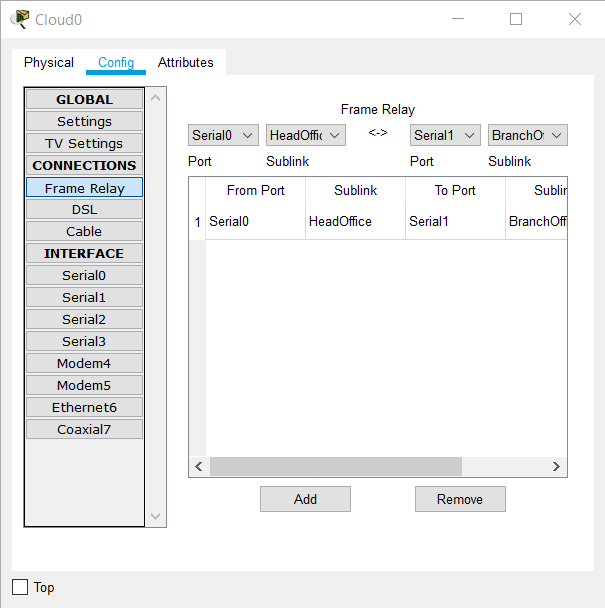 Cloud0
Physical Config Attributes
GLOBAL
Settings
TV Settings
CONNECTIONS
Frame Relay
DSL
Cable
INTERFACE
Serial0
Serial1
Serial2
Serial3
Modem4
Modem5
Ethernet6
Coaxial7
Frame Relay
Serial0 HeadOffic <-> Serial1 BranchOf
Port Sublink Port Sublink
From Port Sublink To Port Sublin
1 Serial0 HeadOffice Serial1 BranchOffi
Add Remove
Top